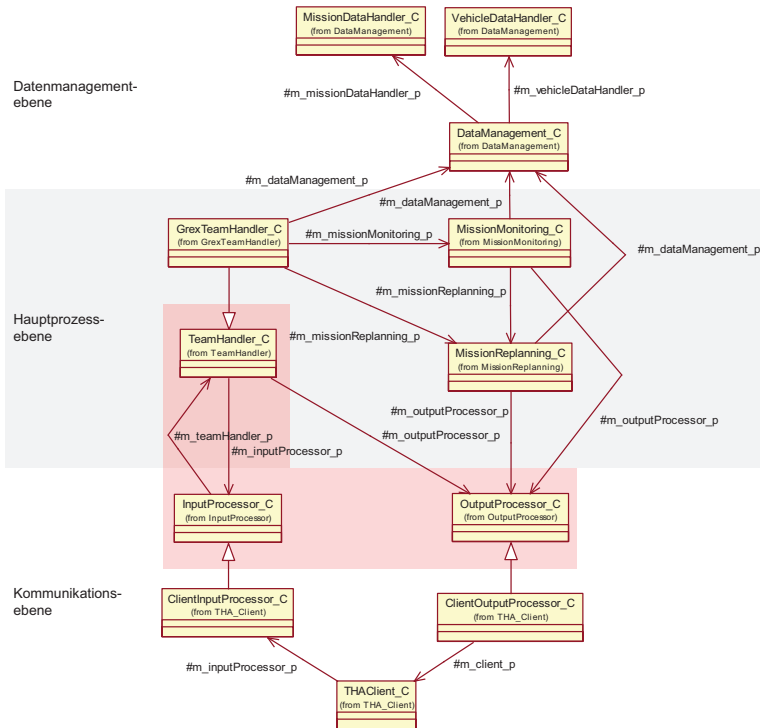 MissionDataHandler_C
(from DataManagement)
VehicleDataHandler_C
(from DataManagement)
Datenmanagement-
ebene
#m_missionDataHandler_p
#m_vehicleDataHandler_p
DataManagement_C
(from DataManagement)
#m_dataManagement_p
#m_dataManagement_p
GrexTeamHandler_C
(from GrexTeamHandler)
#m_missionMonitoring_p
MissionMonitoring_C
(from MissionMonitoring)
#m_dataManagement_p
#m_missionReplanning_p
Hauptprozess-
ebene
TeamHandler_C
(from TeamHandler)
#m_missionReplanning_p
MissionReplanning_C
(from MissionReplanning)
#m_outputProcessor_p
#m_outputProcessor_p
#m_teamHandler_p
#m_outputProcessor_p
#m_inputProcessor_p
InputProcessor_C
(from InputProcessor)
OutputProcessor_C
(from OutputProcessor)
Kommunikations-
ebene
ClientInputProcessor_C
(from THA_Client)
ClientOutputProcessor_C
(from THA_Client)
#m_inputProcessor_p
#m_client_p
THAClient_C
(from THA_Client)